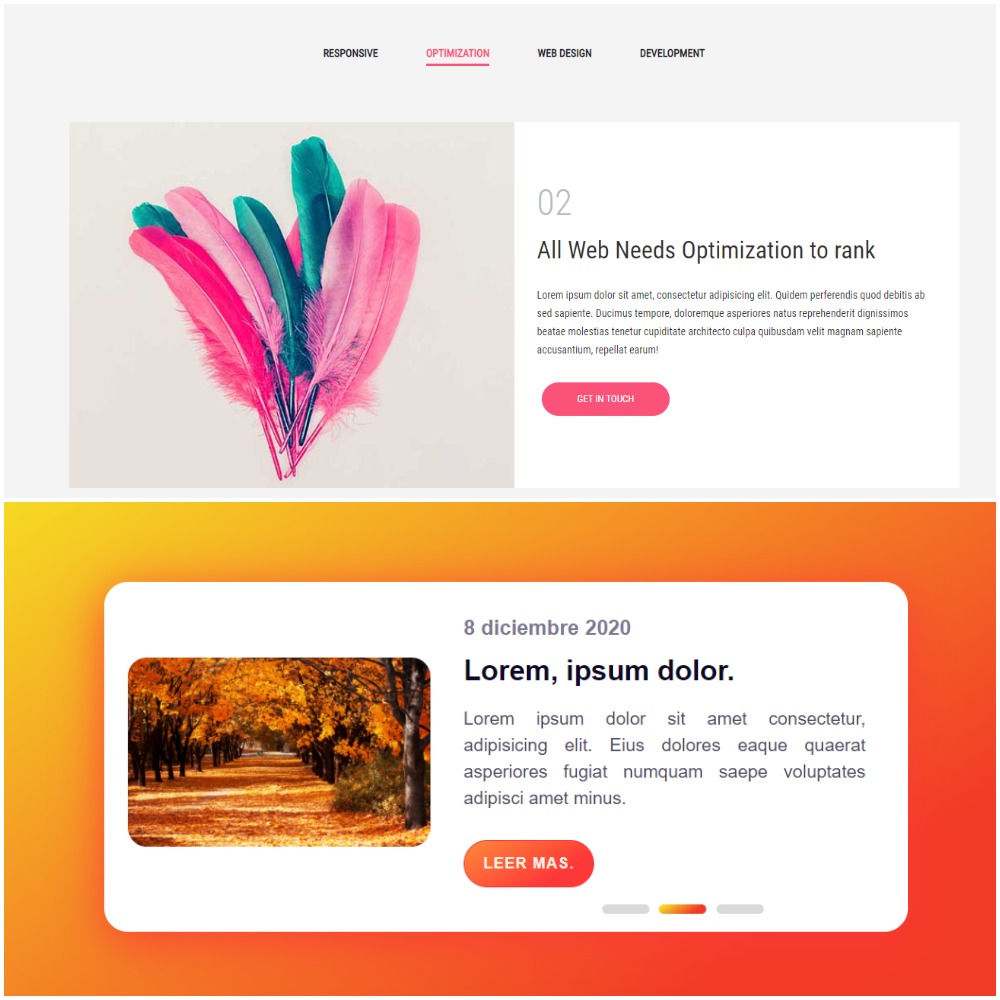 RESPONSIVE OPTIMIZATION WEB DESIGN DEVELOPMENT
02
All Web Needs Optimization to rank
Lorem ipsum dolor sit amet, consectetur adipisicing elit. Quidem perferendis quod debitis ab
sed sapiente. Ducimus tempore, doloremque asperiores natus reprehenderit dignissimos
beatae molestias tenetur cupiditate architecto culpa quibusdam velit magnam sapiente
accusantium, repellat earum!
GET IN TOUCH
8 diciembre 2020
Lorem, ipsum dolor.
Lorem ipsum dolor sit amet consectetur,
adipisicing elit. Eius dolores eaque quaerat
asperiores fugiat numquam saepe voluptates
adipisci amet minus.
LEER MAS.